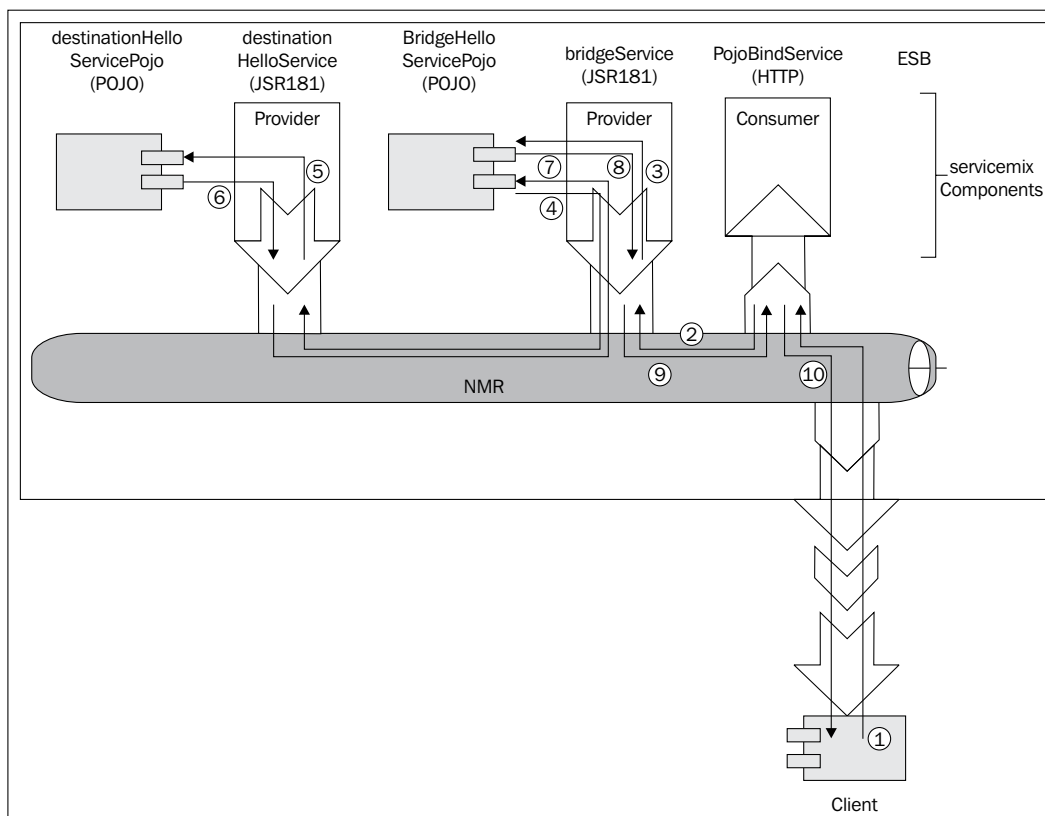 destinationHello
ServicePojo
(POJO)
destination
HelloService
(JSR181)
BridgeHello
ServicePojo
(POJO)
bridgeService
(JSR181)
PojoBindService
(HTTP)
ESB
Provider
Provider
Consumer
servicemix
Components
5
6
7
8
3
4
2
9
10
NMR
1
Client